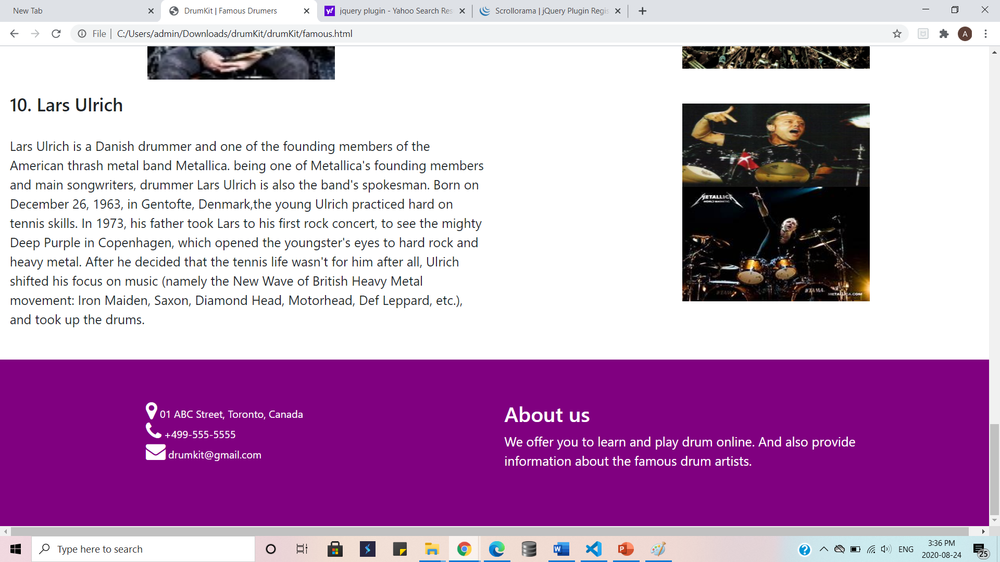 New Tab
DrumKit | Famous Drumers
jquery plugin - Yahoo Search Res
Scrollorama | jQuery Plugin Regis
File | C:/Users/admin/Downloads/drumKit/drumKit/famous.html
A
10. Lars Ulrich
Lars Ulrich is a Danish drummer and one of the founding members of the
American thrash metal band Metallica. being one of Metallica's founding members
and main songwriters, drummer Lars Ulrich is also the band's spokesman. Born on
December 26, 1963, in Gentofte, Denmark,the young Ulrich practiced hard on
tennis skills. In 1973, his father took Lars to his first rock concert, to see the mighty
Deep Purple in Copenhagen, which opened the youngster's eyes to hard rock and
heavy metal. After he decided that the tennis life wasn't for him after all, Ulrich
shifted his focus on music (namely the New Wave of British Heavy Metal
movement: Iron Maiden, Saxon, Diamond Head, Motorhead, Def Leppard, etc.),
and took up the drums.
METALLICA
WORLD MAGNETIC
TAMA
METALLICA.COM
01 ABC Street, Toronto, Canada
+499-555-5555
drumkit@gmail.com
About us
We offer you to learn and play drum online. And also provide
information about the famous drum artists.
Type here to search
ENG
3:36 PM
2020-08-24
25